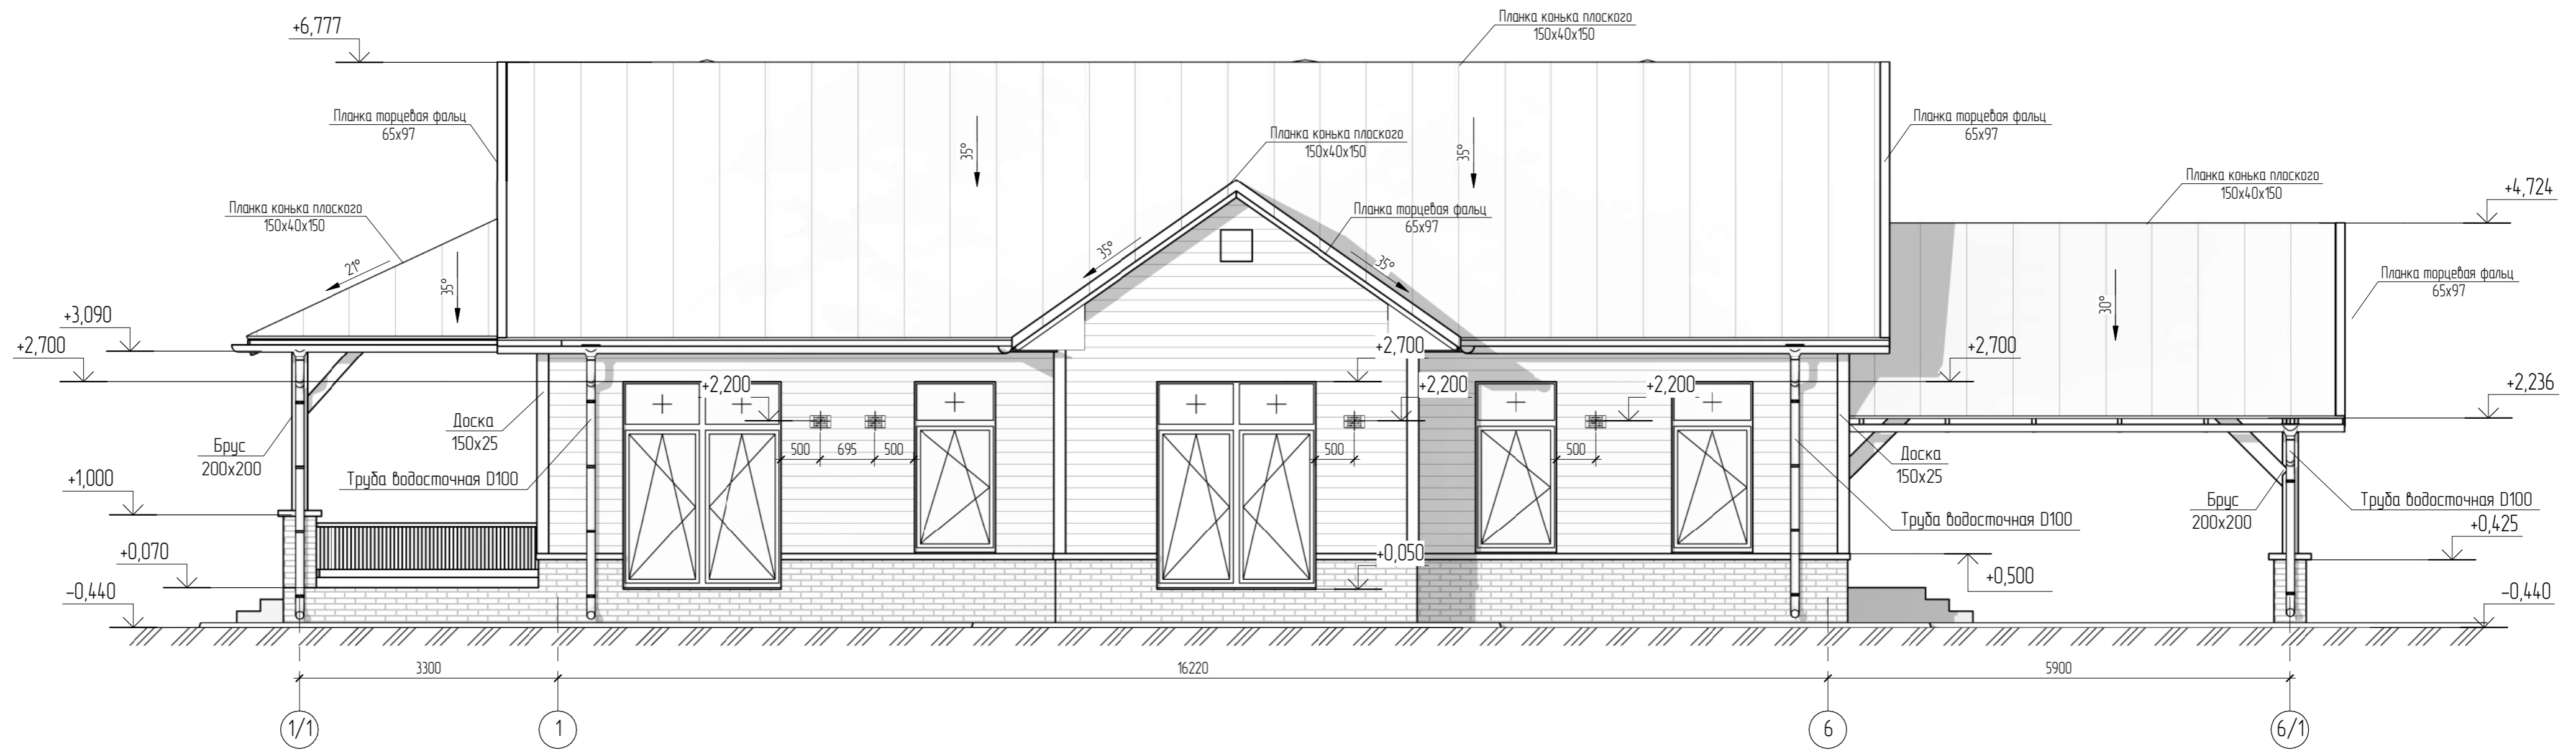 +6,777
Планка конька плоского
150х40х150
Планка торцевая фальц
65х97
35°
35°
Планка конька плоского
150х40х150
Планка торцевая фальц
65х97
Планка конька плоского
150х40х150
+4,724
Планка конька плоского
150х40х150
Планка торцевая фальц
65х97
21°
35°
35°
35°
30°
Планка торцевая фальц
65х97
+3,090
+2,700
+2,700
+2,700
+2,200
+2,200
+2,200
+2,236
Доска
150х25
Брус
200х200
500
695
500
500
500
Доска
150х25
Труба водосточная D100
+1,000
Труба водосточная D100
Брус
200х200
Труба водосточная D100
+0,425
+0,070
+0,050
+0,500
-0,440
-0,440
3300
16220
5900
1/1
1
6
6/1